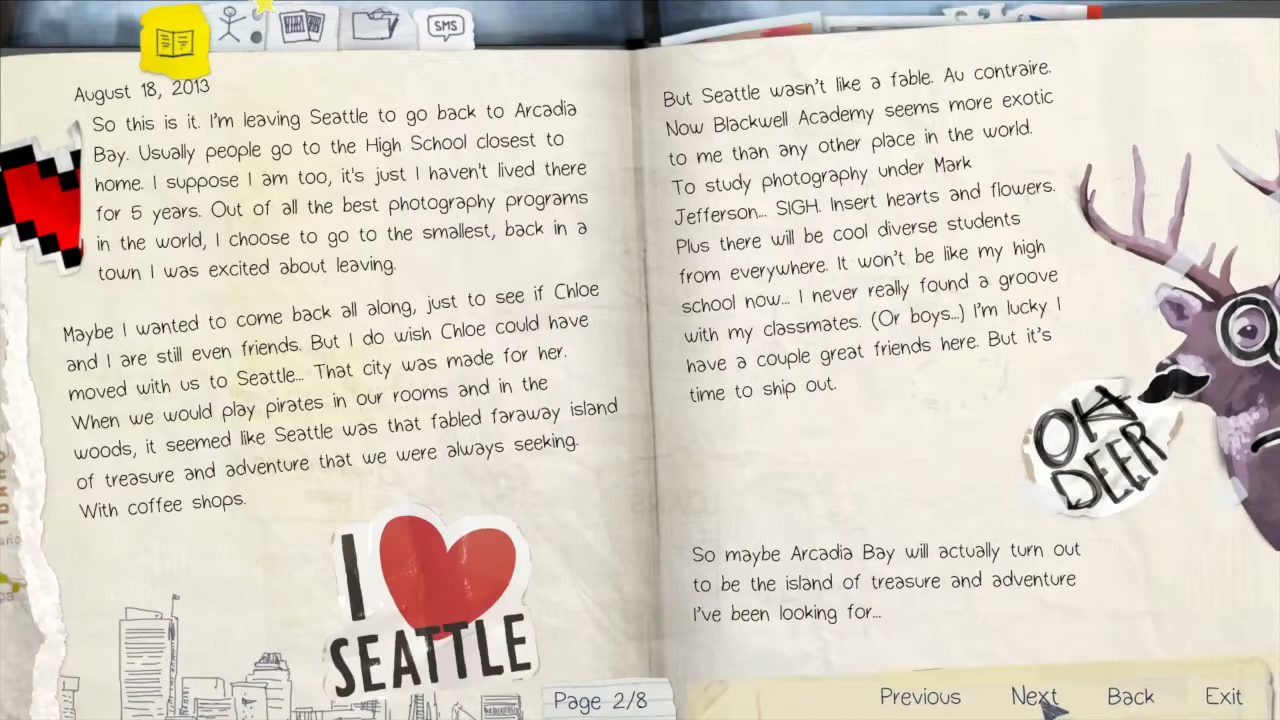 SMS
August 18, 2013
So this is it. I'm leaving Seattle to go back to Arcadia
Bay. Usually people go to the High School closest to
home. I suppose I am too, it's just I haven't lived there
for 5 years. Out of all the best photography programs
in the world, I choose to go to the smallest, back in a
town I was excited about leaving.
Maybe I wanted to come back all along, just to see if Chloe
and I are still even friends. But I do wish Chloe could have
moved with us to Seattle... That city was made for her.
When we would play pirates in our rooms and in the
woods, it seemed like Seattle was that fabled faraway island
of treasure and adventure that we were always seeking.
With coffee shops.
I
SEATTLE
Page 2/8
But Seattle wasn't like a fable. Au contraire.
Now Blackwell Academy seems more exotic
to me than any other place in the world.
To study photography under Mark
Jefferson... SIGH. Insert hearts and flowers.
Plus there will be cool diverse students
from everywhere. It won't be like my high
school now... I never really found a groove
with my classmates. (Or boys...) I'm lucky I
have a couple great friends here. But it's
time to ship out.
OH
DEER
So maybe Arcadia Bay will actually turn out
to be the island of treasure and adventure
I've been looking for...
Previous Next Back Exit